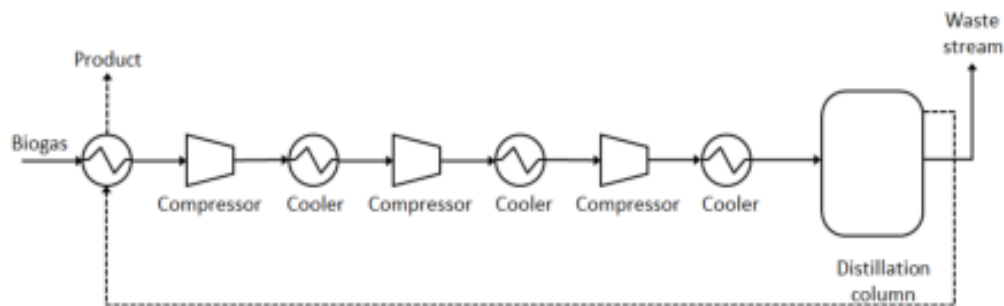 Waste
stream
Product
Biogas
Compressor
Cooler
Compressor
Cooler
Compressor
Cooler
Distillation
column